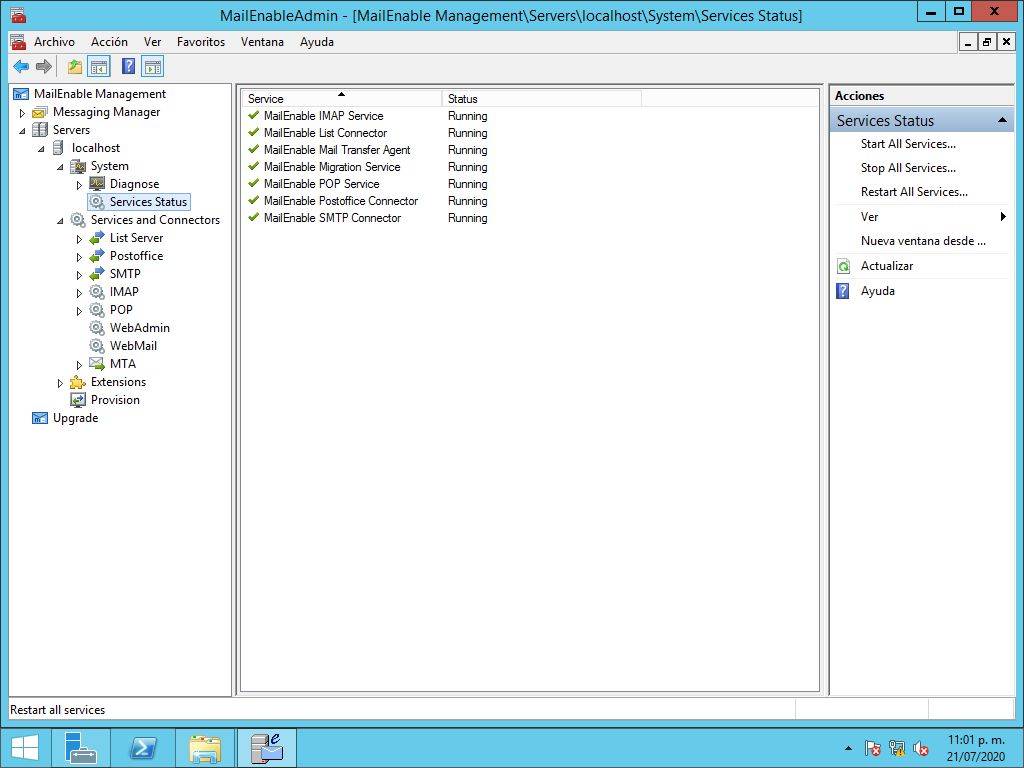 MailEnableAdmin - [MailEnable Management\Servers\localhost\System\Services Status]
Archivo Acción Ver Favoritos Ventana Ayuda
MailEnable Management
Messaging Manager
Servers
localhost
System
Diagnose
Services Status
Services and Connectors
List Server
Postoffice
SMTP
IMAP
POP
WebAdmin
WebMail
MTA
Extensions
Provision
Upgrade
Service Status
MailEnable IMAP Service Running
MailEnable List Connector Running
MailEnable Mail Transfer Agent Running
MailEnable Migration Service Running
MailEnable POP Service Running
MailEnable Postoffice Connector Running
MailEnable SMTP Connector Running
Acciones
Services Status
Start All Services...
Stop All Services...
Restart All Services...
Ver
Nueva ventana desde ...
Actualizar
Ayuda
Restart all services
11:01 p. m.
21/07/2020